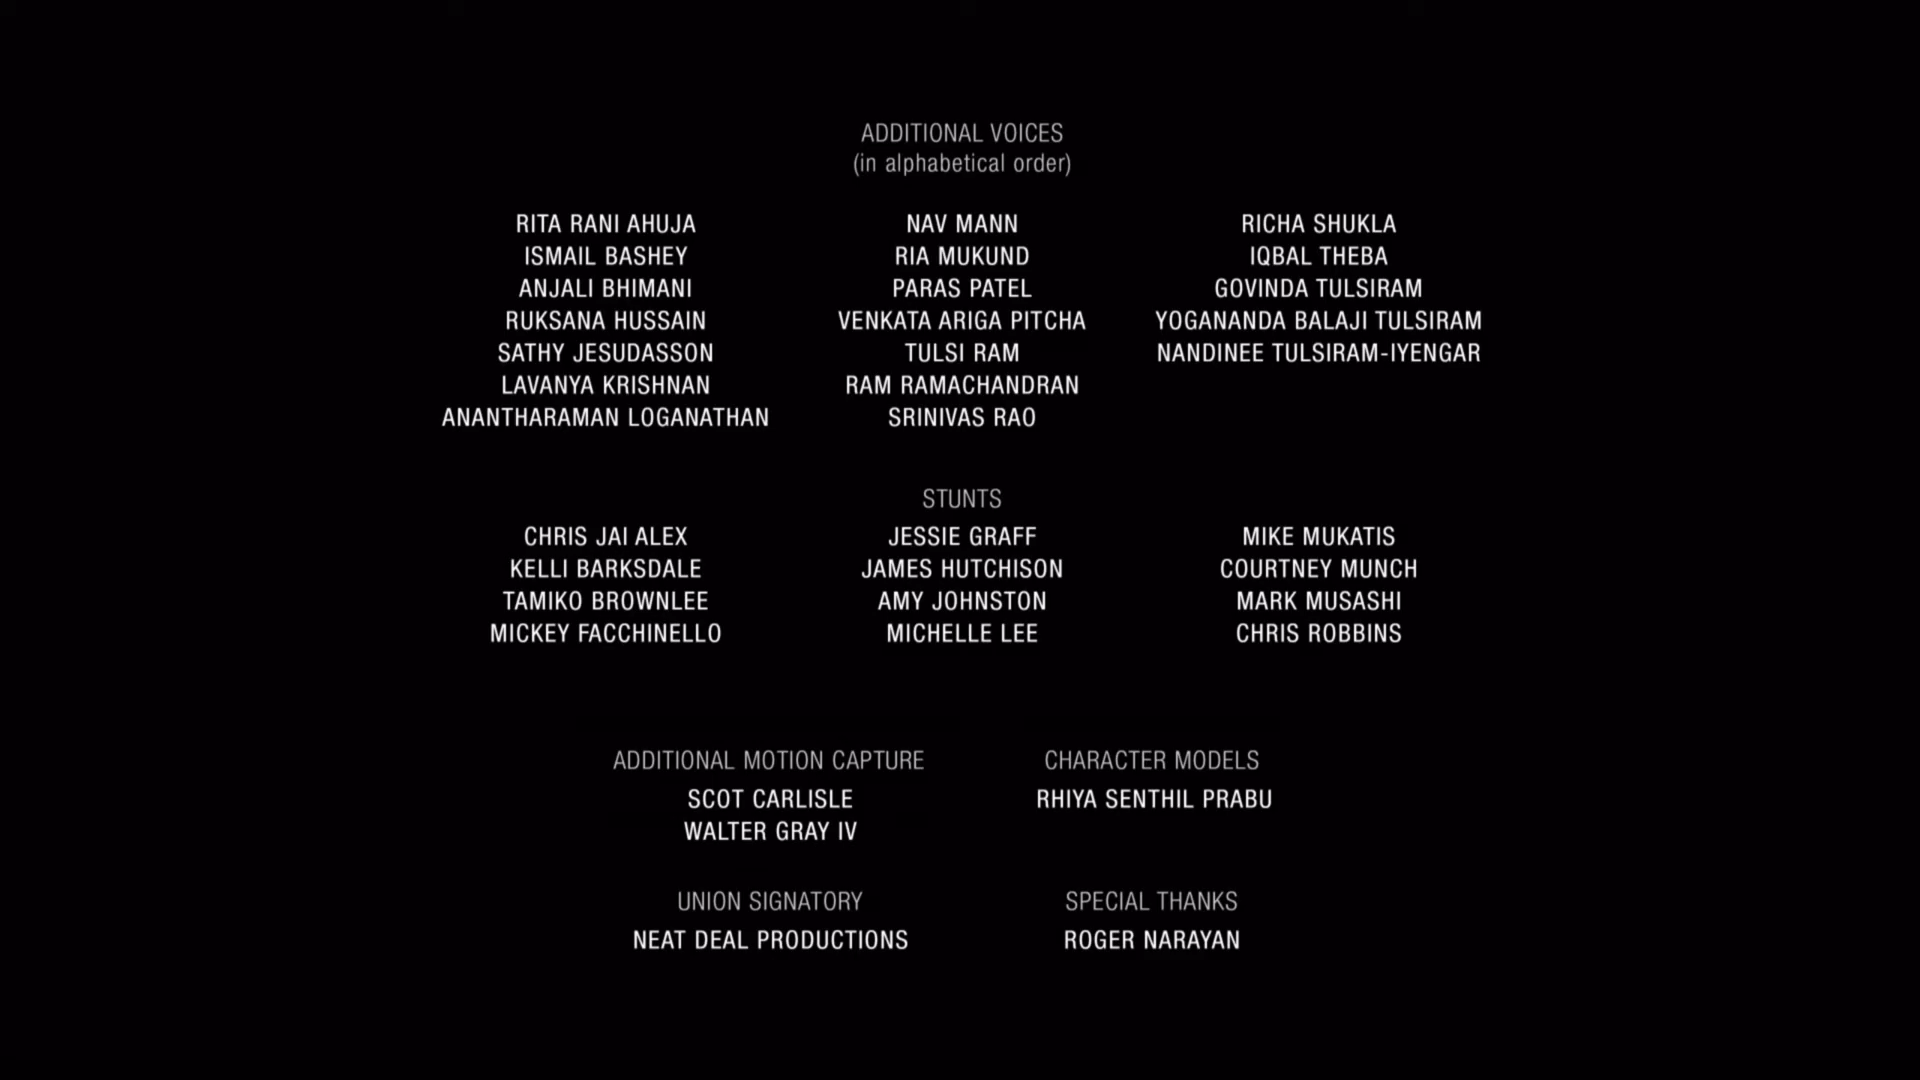 ADDITIONAL VOICES
(in alphabetical order)
RITA RANI AHUJA
ISMAIL BASHEY
ANJALI BHIMANI
RUKSANA HUSSAIN
SATHY JESUDASSON
LAVANYA KRISHNAN
ANANTHARAMAN LOGANATHAN
NAV MANN
RIA MUKUND
PARAS PATEL
VENKATA ARIGA PITCHA
TULSI RAM
RAM RAMACHANDRAN
SRINIVAS RAO
RICHA SHUKLA
IQBAL THEBA
GOVINDA TULSIRAM
YOGANANDA BALAJI TULSIRAM
NANDINEE TULSIRAM-IYENGAR
STUNTS
CHRIS JAI ALEX
KELLI BARKSDALE
TAMIKO BROWNLEE
MICKEY FACCHINELLO
JESSIE GRAFF
JAMES HUTCHISON
AMY JOHNSTON
MICHELLE LEE
MIKE MUKATIS
COURTNEY MUNCH
MARK MUSASHI
CHRIS ROBBINS
ADDITIONAL MOTION CAPTURE
SCOT CARLISLE
WALTER GRAY IV
CHARACTER MODELS
RHIYA SENTHIL PRABU
UNION SIGNATORY
NEAT DEAL PRODUCTIONS
SPECIAL THANKS
ROGER NARAYAN